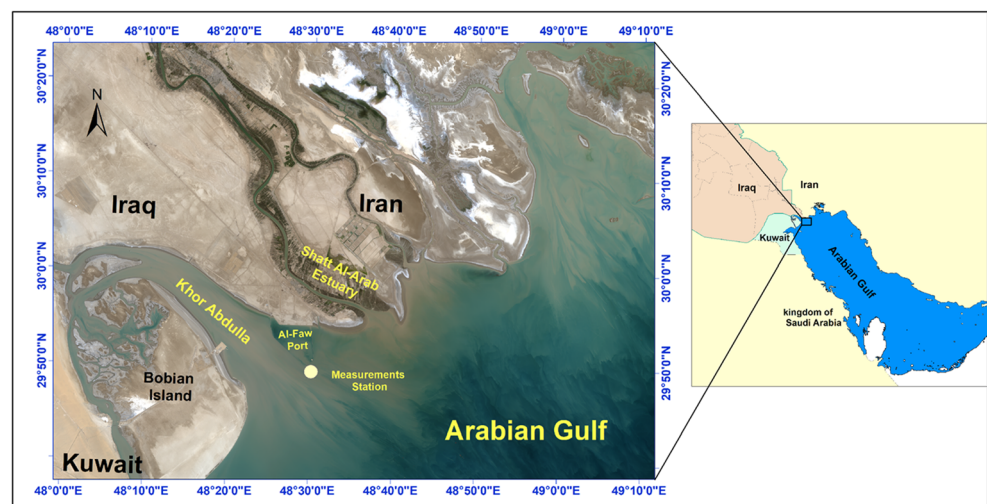 48°0'0"E 48°10'0"E 48°20'0"E 48°30'0"E 48°40'0"E 48°50'0"E 49°0'0"E 49°10'0"E
30°20'0"N
30°10'0"N
30°0'0"N
29°50'0"N
N
Iraq
Iran
Shatt Al-Arab
Estuary
Khor Abdulla
Al-Faw
Port
Measurements
Station
Bobian
Island
Arabian Gulf
Kuwait
30°20'0"N
30°10'0"N
30°0'0"N
29°50'0"N
48°0'0"E 48°10'0"E 48°20'0"E 48°30'0"E 48°40'0"E 48°50'0"E 49°0'0"E 49°10'0"E
Iraq
Iran
Kuwait
Arabian Gulf
kingdom of
Saudi Arabia